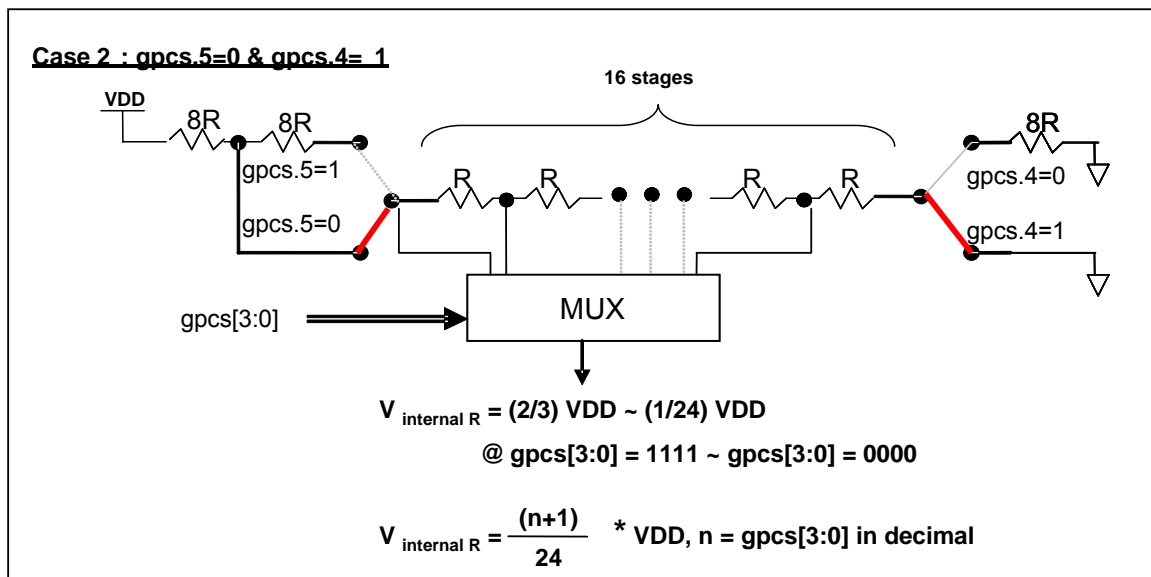 Case 2 : gpcs.5=0 & gpcs.4= 1
16 stages
VDD
8R
8R
8R
gpcs.5=1
R
R
R
R
gpcs.4=0
gpcs.5=0
gpcs.4=1
gpcs[3:0]
MUX
V internal R = (2/3) VDD ~ (1/24) VDD
@ gpcs[3:0] = 1111 ~ gpcs[3:0] = 0000
V internal R = (n+1) / 24 * VDD, n = gpcs[3:0] in decimal